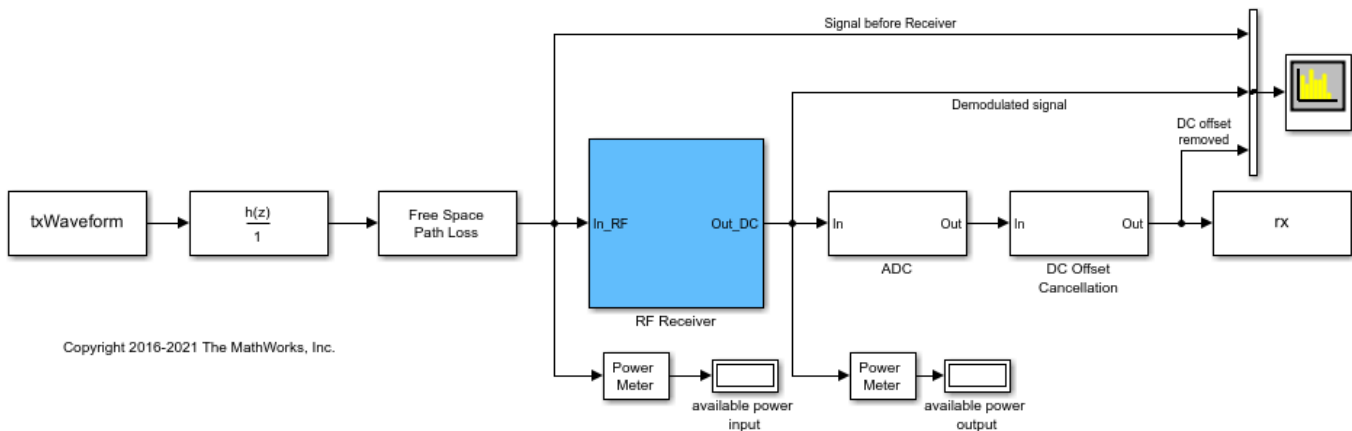 Signal before Receiver
Demodulated signal
DC offset
removed
txWaveform
h(z)
1
Free Space
Path Loss
In_RF
Out_DC
RF Receiver
In
Out
ADC
In
Out
DC Offset
Cancellation
rx
Copyright 2016-2021 The MathWorks, Inc.
Power
Meter
available power
input
Power
Meter
available power
output